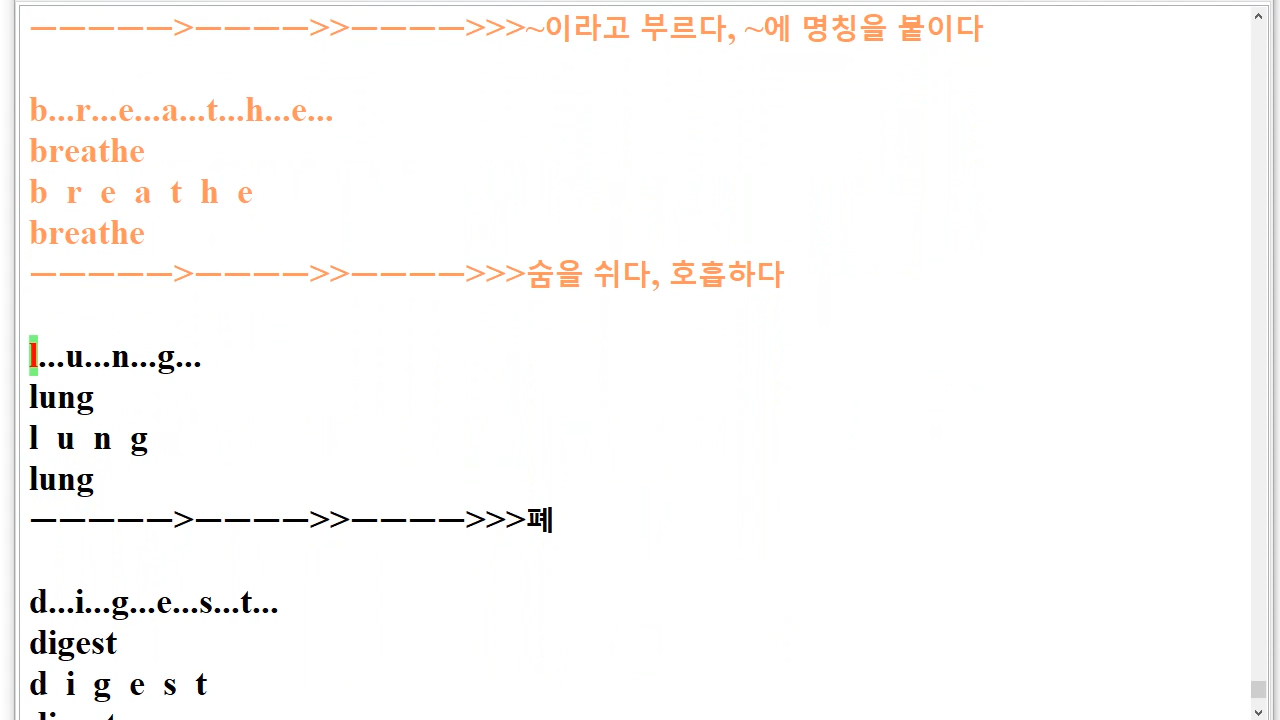 —————>————>>————>>>~이라고 부르다, ~에 명칭을 붙이다
b...r...e...a...t...h...e...
breathe
b r e a t h e
breathe
—————>————>>————>>>숨을 쉬다, 호흡하다
l...u...n...g...
lung
l u n g
lung
—————>————>>————>>>폐
d...i...g...e...s...t...
digest
d i g e s t